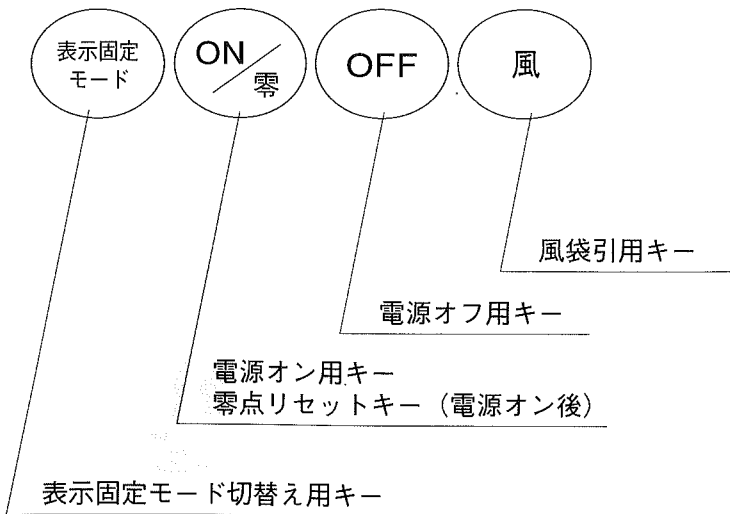 表示固定
モード
ON/零
OFF
風
風袋引用キー
電源オフ用キー
電源オン用キー
零点リセットキー（電源オン後）
表示固定モード切替え用キー